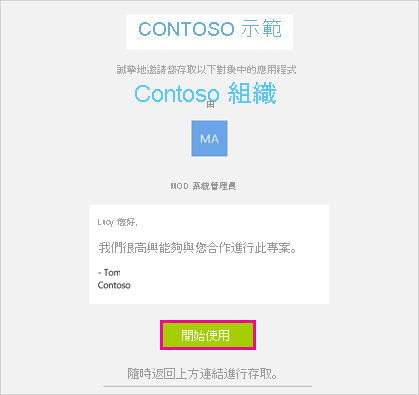 CONTOSO 示範
誠摯地邀請您存取以下對象中的應用程式
Contoso 組織
由
MA
MOD 系統管理員
Lucy 您好,
我們很高興能夠與您合作進行此專案。
- Tom
Contoso
開始使用
隨時返回上方連結進行存取。